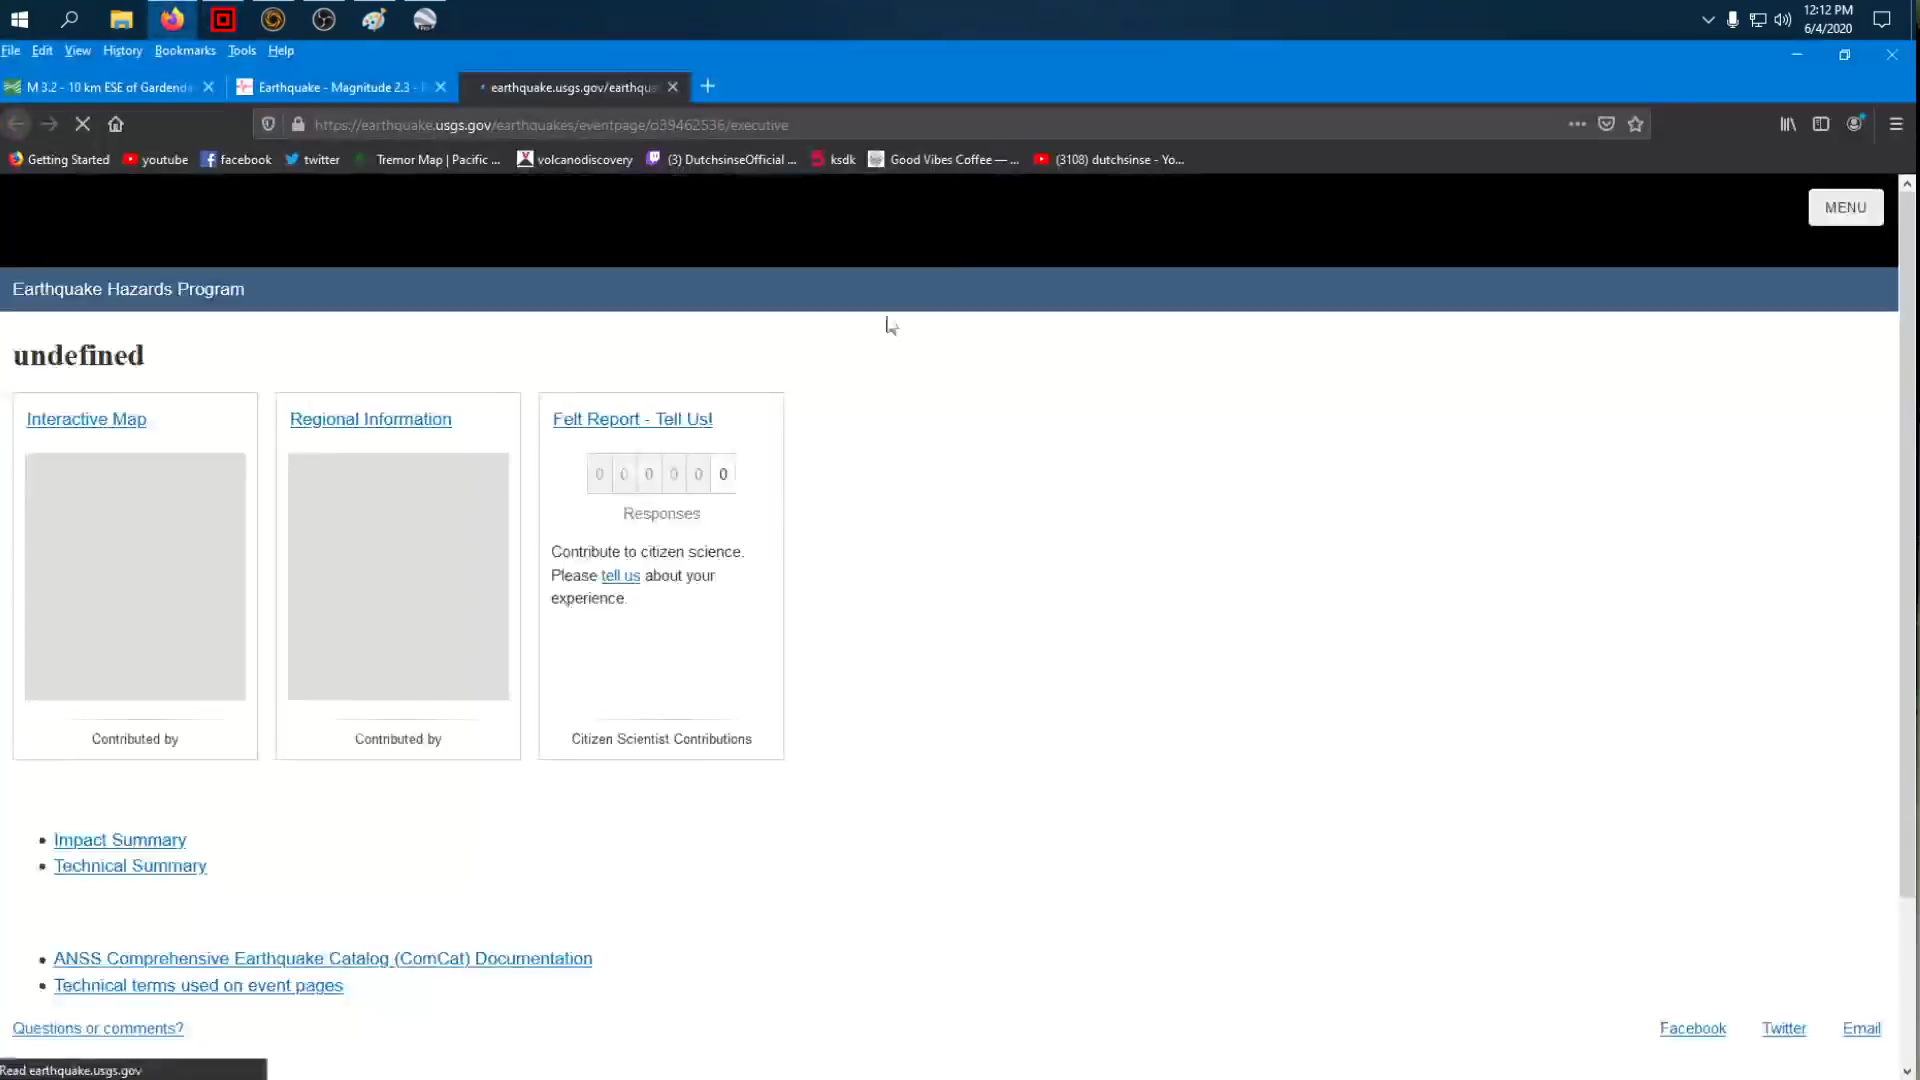 12:12 PM
6/4/2020
File Edit View History Bookmarks Tools Help
M 3.2 - 10 km ESE of Gardenda
Earthquake - Magnitude 2.3 -
earthquake.usgs.gov/earthqua
https://earthquake.usgs.gov/earthquakes/eventpage/ci39462536/executive
Getting Started youtube facebook twitter Tremor Map | Pacific ... volcanodiscovery (3) DutchsinseOfficial ... ksdk Good Vibes Coffee — ... (3108) dutchsinse - Yo...
MENU
Earthquake Hazards Program
undefined
Interactive Map
Contributed by
Regional Information
Contributed by
Felt Report - Tell Us!
0 0 0 0 0 0
Responses
Contribute to citizen science.
Please tell us about your
experience.
Citizen Scientist Contributions
Impact Summary
Technical Summary
ANSS Comprehensive Earthquake Catalog (ComCat) Documentation
Technical terms used on event pages
Questions or comments?
Facebook Twitter Email
Read earthquake.usgs.gov